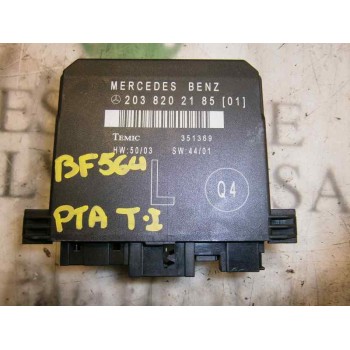 MERCEDES BENZ
203 820 21 85 [01]
TEMIC 351369
HW:50/03 SW:44/01
BF564
L
Q4
PTA T-I